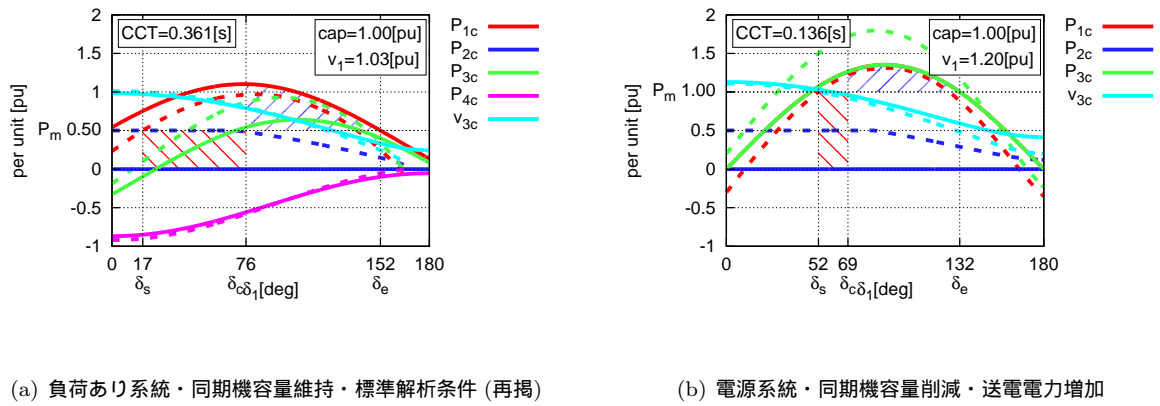 CCT=0.361[s]
cap=1.00[pu]
v1=1.03[pu]
per unit [pu]
2
1.5
1
Pm 0.50
0
-0.5
-1
0 17 76 152 180
δs δc δ1[deg] δe
P1c
P2c
P3c
P4c
v3c
(a) 負荷あり系統・同期機容量維持・標準解析条件 (再掲)
CCT=0.136[s]
cap=1.00[pu]
v1=1.20[pu]
per unit [pu]
2
1.5
Pm 1.00
0.5
0
-0.5
-1
0 52 69 132 180
δs δc δ1[deg] δe
P1c
P2c
P3c
v3c
(b) 電源系統・同期機容量削減・送電電力増加